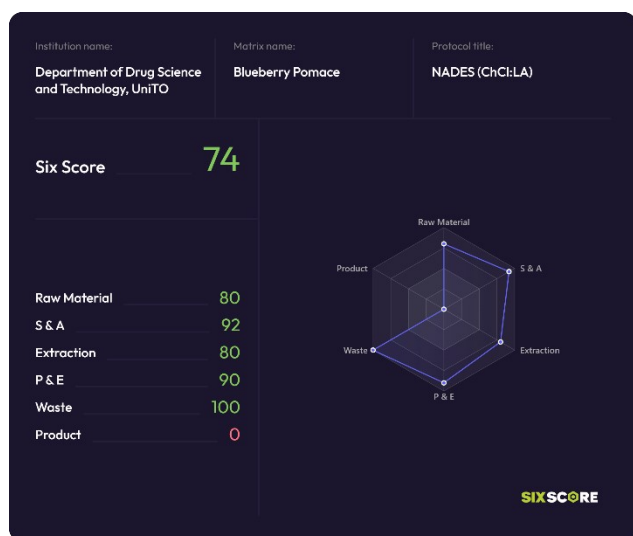 Institution name:
Department of Drug Science
and Technology, UniTO
Matrix name:
Blueberry Pomace
Protocol title:
NADES (ChCl:LA)
Six Score 74
Raw Material 80
S & A 92
Extraction 80
P & E 90
Waste 100
Product 0
Raw Material
S & A
Extraction
P & E
Waste
Product
SIXSCORE